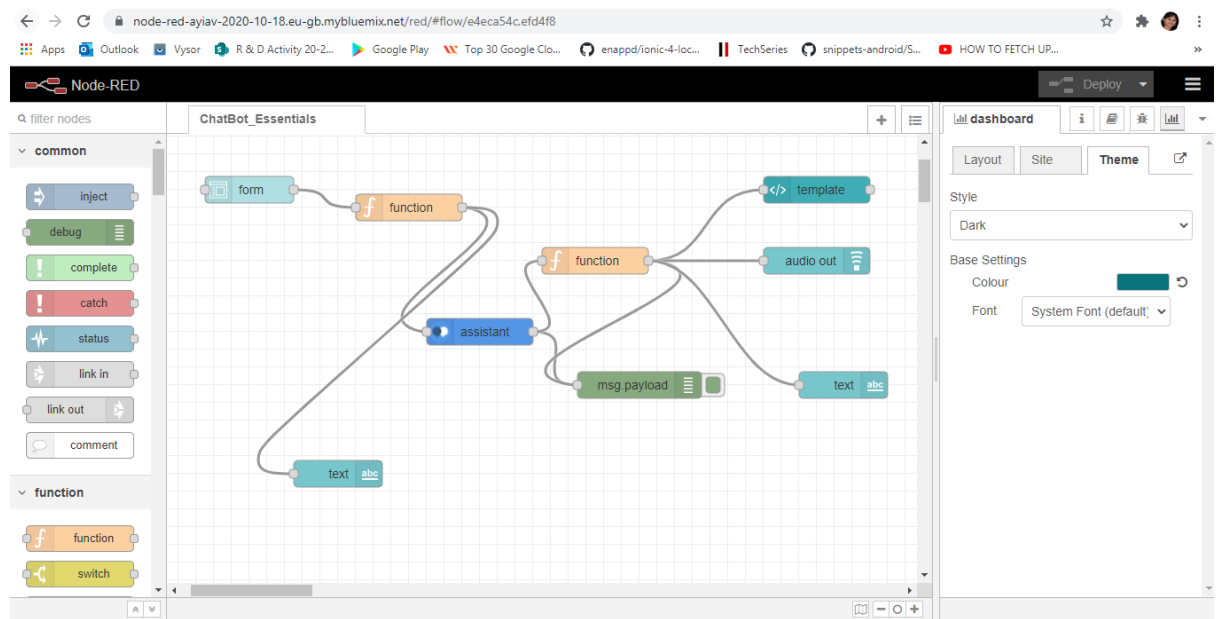 node-red-ayiav-2020-10-18.eu-gb.mybluemix.net/red/#flow/e4eca54c.efd4f8
Apps Outlook Vysor R & D Activity 20-2... Google Play Top 30 Google Clo... enappd/ionic-4-loc... TechSeries snippets-android/S... HOW TO FETCH UP... »
Node-RED Deploy
filter nodes ChatBot_Essentials dashboard i
common
Layout Site Theme
inject form function </> template
Style
debug
Dark
complete function audio out
Base Settings
Colour
catch
Font System Font (default)
status assistant
link in
msg.payload text abc
link out
comment
text abc
function
function
switch